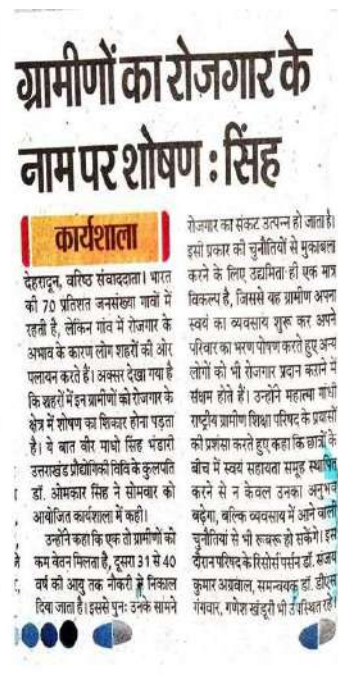 ग्रामीणों का रोजगार के
नाम पर शोषण : सिंह
कार्यशाला
देहरादून, वरिष्ठ संवाददाता। भारत
की 70 प्रतिशत जनसंख्या गावों में
रहती है, लेकिन गांव में रोजगार के
अभाव के कारण लोग शहरों की ओर
पलायन करते हैं। अक्सर देखा गया है
कि शहरों में इन ग्रामीणों को रोजगार के
क्षेत्र में शोषण का शिकार होना पड़ता
है। ये बात वीर माधो सिंह भंडारी
उत्तराखंड प्रौद्योगिकी विवि के कुलपति
डॉ. ओमकार सिंह ने सोमवार को
आयोजित कार्यशाला में कही।
उन्होंने कहा कि एक तो ग्रामीणों को
कम वेतन मिलता है, दूसरा 31 से 40
वर्ष की आयु तक नौकरी से निकाल
दिया जाता है। इससे पुनः उनके सामने
रोजगार का संकट उत्पन्न हो जाता है।
इसी प्रकार की चुनौतियों से मुकाबला
करने के लिए उद्यमिता ही एक मात्र
विकल्प है, जिससे यह ग्रामीण अपना
स्वयं का व्यवसाय शुरू कर अपने
परिवार का भरण पोषण करते हुए अन्य
लोगों को भी रोजगार प्रदान कराने में
सक्षम होते हैं। उन्होंने महात्मा गांधी
राष्ट्रीय ग्रामीण शिक्षा परिषद के प्रयासों
की प्रशंसा करते हुए कहा कि छात्रों के
बीच में स्वयं सहायता समूह स्थापित
करने से न केवल उनका अनुभव
बढ़ेगा, बल्कि व्यवसाय में आने वाली
चुनौतियों से भी रूबरू हो सकेंगे। इस
दौरान परिषद के रिसोर्स पर्सन डॉ. संजय
कुमार अग्रवाल, समन्वयक डॉ. डीएस
गंगवार, गणेश खंडूरी भी उपस्थित रहे।